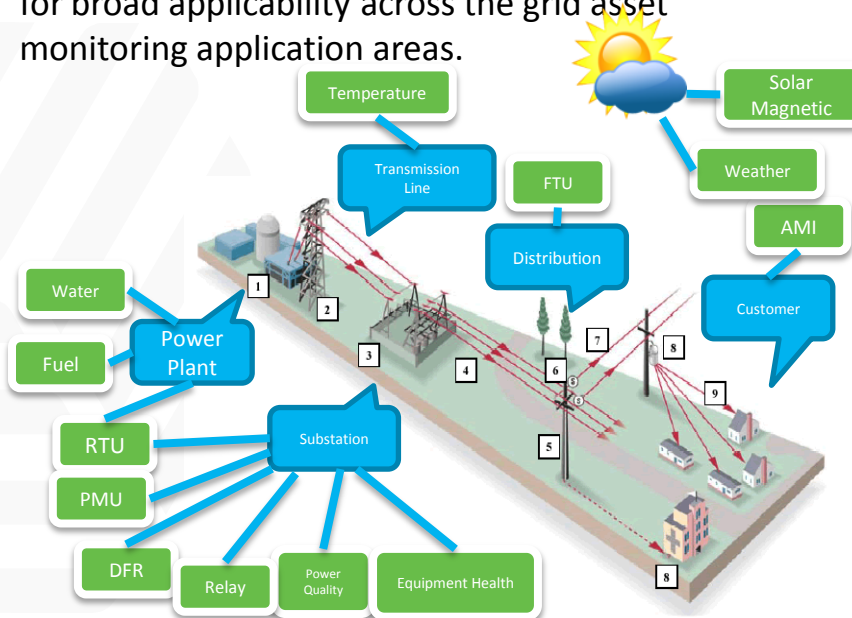 for broad applicability across the grid asset
monitoring application areas.
Temperature
Solar
Magnetic
Transmission
Line
FTU
Weather
AMI
Distribution
Water
Customer
Power
Plant
Fuel
1
2
3
4
5
6
7
8
9
$
$
RTU
Substation
PMU
DFR
Relay
Power
Quality
Equipment Health
8